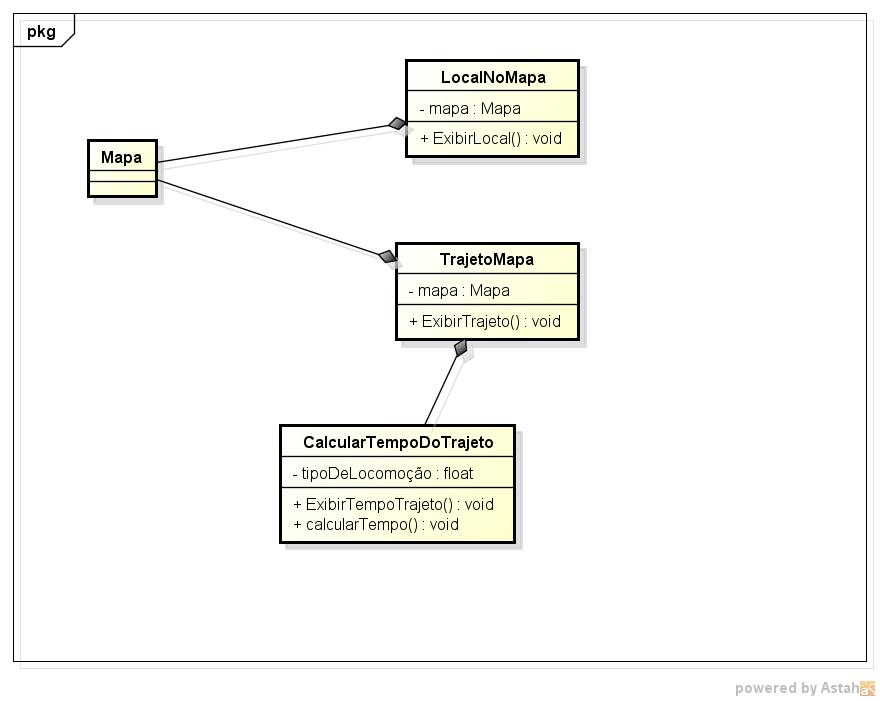 pkg
LocalNoMapa
- mapa : Mapa
+ ExibirLocal() : void
Mapa
TrajetoMapa
- mapa : Mapa
+ ExibirTrajeto() : void
CalcularTempoDoTrajeto
- tipoDeLocomoção : float
+ ExibirTempoTrajeto() : void
+ calcularTempo() : void
powered by Astah